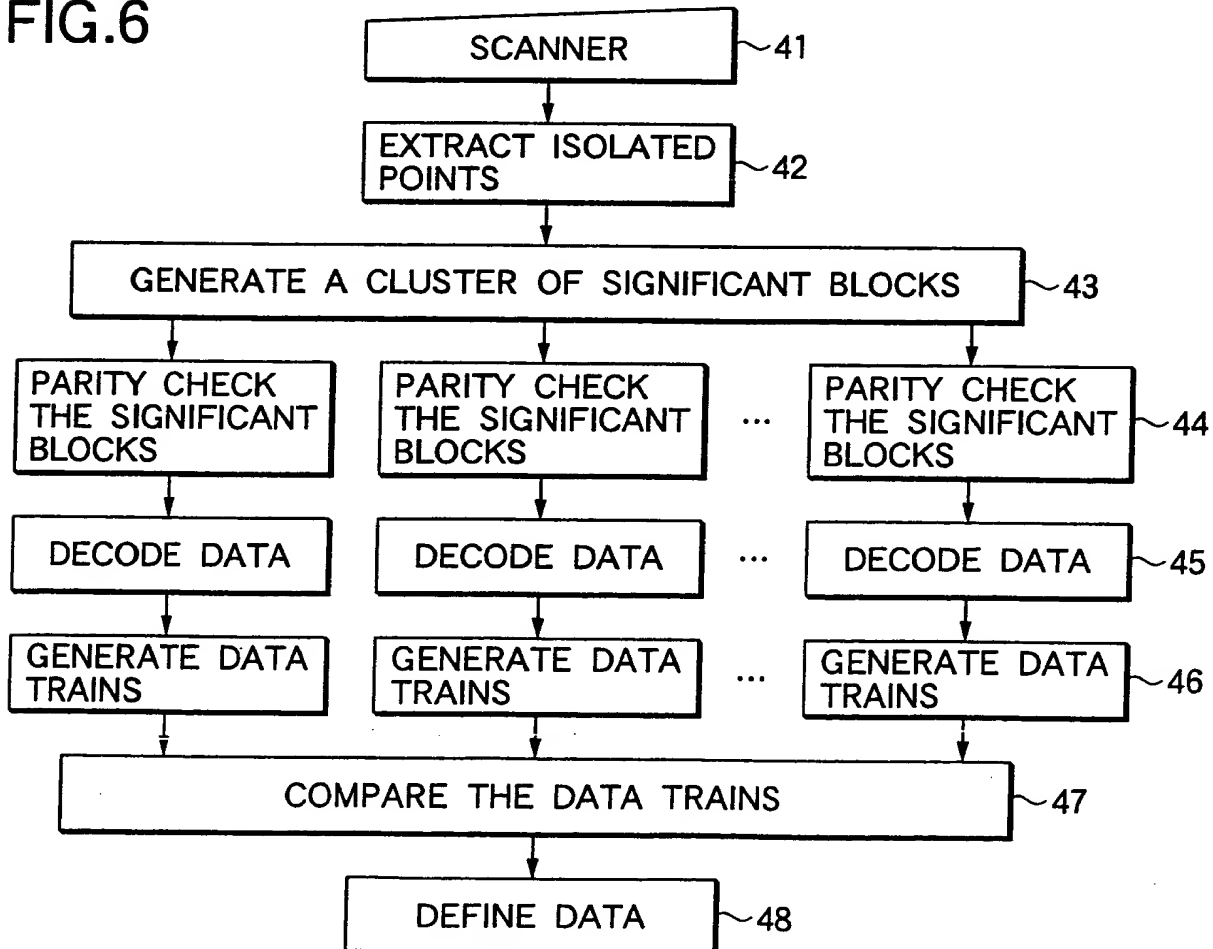 FIG.6
SCANNER
41
EXTRACT ISOLATED
POINTS
42
GENERATE A CLUSTER OF SIGNIFICANT BLOCKS
43
PARITY CHECK
THE SIGNIFICANT
BLOCKS
PARITY CHECK
THE SIGNIFICANT
BLOCKS
...
PARITY CHECK
THE SIGNIFICANT
BLOCKS
44
DECODE DATA
DECODE DATA
...
DECODE DATA
45
GENERATE DATA
TRAINS
GENERATE DATA
TRAINS
...
GENERATE DATA
TRAINS
46
COMPARE THE DATA TRAINS
47
DEFINE DATA
48